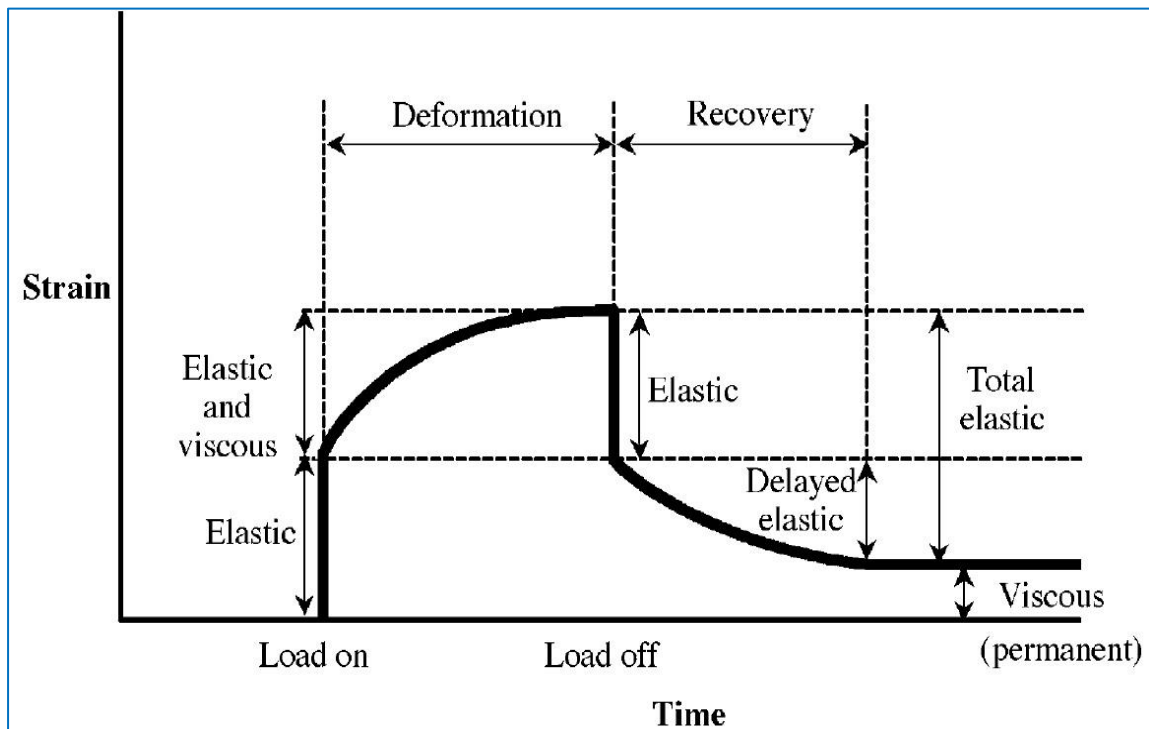 Deformation
Recovery
Strain
Elastic
and
viscous
Elastic
Total
elastic
Delayed
elastic
Elastic
Viscous
Load on
Load off
(permanent)
Time